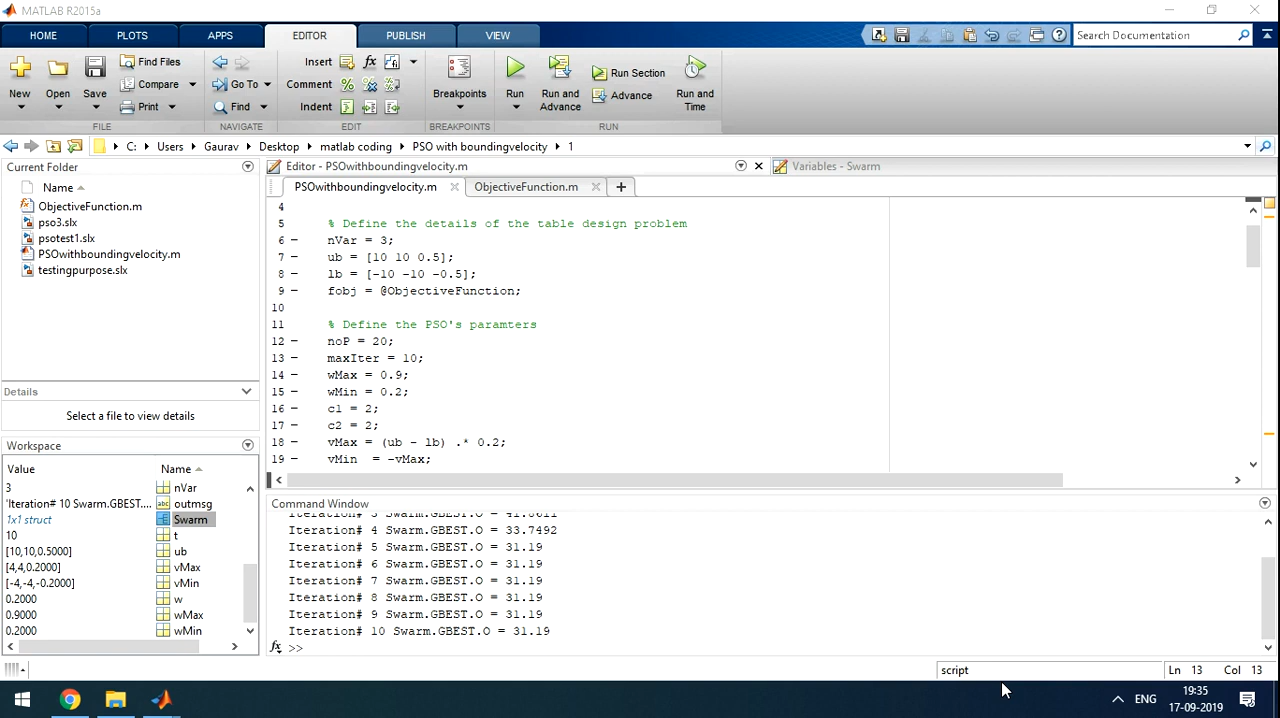 MATLAB R2015a
HOME PLOTS APPS EDITOR PUBLISH VIEW Search Documentation
New Open Save Find Files Compare Print
Go To Find
Insert fx
Comment
Indent
Breakpoints
Run Run and Advance Run Section Advance Run and Time
FILE NAVIGATE EDIT BREAKPOINTS RUN
C: Users Gaurav Desktop matlab coding PSO with boundingvelocity 1
Current Folder
Name
ObjectiveFunction.m
pso3.slx
psotest1.slx
PSOwithboundingvelocity.m
testingpurpose.slx
Details
Select a file to view details
Workspace
Value Name
3 nVar
'Iteration# 10 Swarm.GBEST.... outmsg
1x1 struct Swarm
10 t
[10,10,0.5000] ub
[4,4,0.2000] vMax
[-4,-4,-0.2000] vMin
0.2000 w
0.9000 wMax
0.2000 wMin
Editor - PSOwithboundingvelocity.m
Variables - Swarm
PSOwithboundingvelocity.m ObjectiveFunction.m
4
5 % Define the details of the table design problem
6 nVar = 3;
7 ub = [10 10 0.5];
8 lb = [-10 -10 -0.5];
9 fobj = @ObjectiveFunction;
10
11 % Define the PSO's paramters
12 noP = 20;
13 maxIter = 10;
14 wMax = 0.9;
15 wMin = 0.2;
16 c1 = 2;
17 c2 = 2;
18 vMax = (ub - lb) .* 0.2;
19 vMin = -vMax;
Command Window
Iteration# 4 Swarm.GBEST.O = 33.7492
Iteration# 5 Swarm.GBEST.O = 31.19
Iteration# 6 Swarm.GBEST.O = 31.19
Iteration# 7 Swarm.GBEST.O = 31.19
Iteration# 8 Swarm.GBEST.O = 31.19
Iteration# 9 Swarm.GBEST.O = 31.19
Iteration# 10 Swarm.GBEST.O = 31.19
fx >>
script Ln 13 Col 13
ENG 19:35
17-09-2019